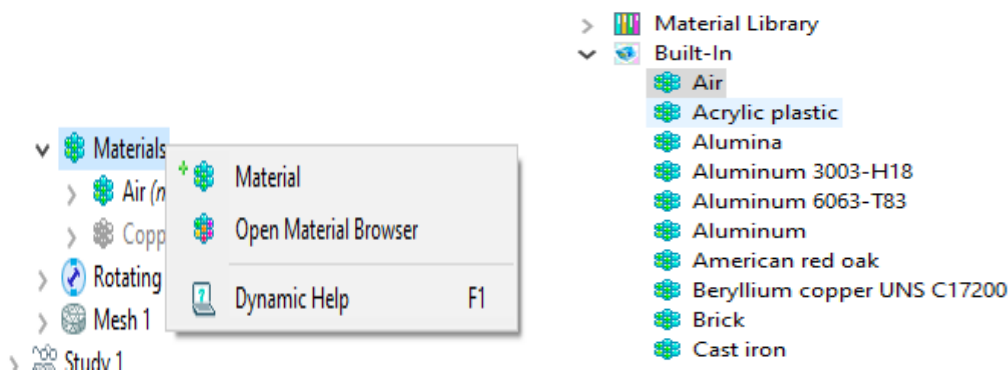 Materials
Air (n
Copp
Rotating
Mesh 1
Study 1
Material
Open Material Browser
Dynamic Help F1
Material Library
Built-In
Air
Acrylic plastic
Alumina
Aluminum 3003-H18
Aluminum 6063-T83
Aluminum
American red oak
Beryllium copper UNS C17200
Brick
Cast iron